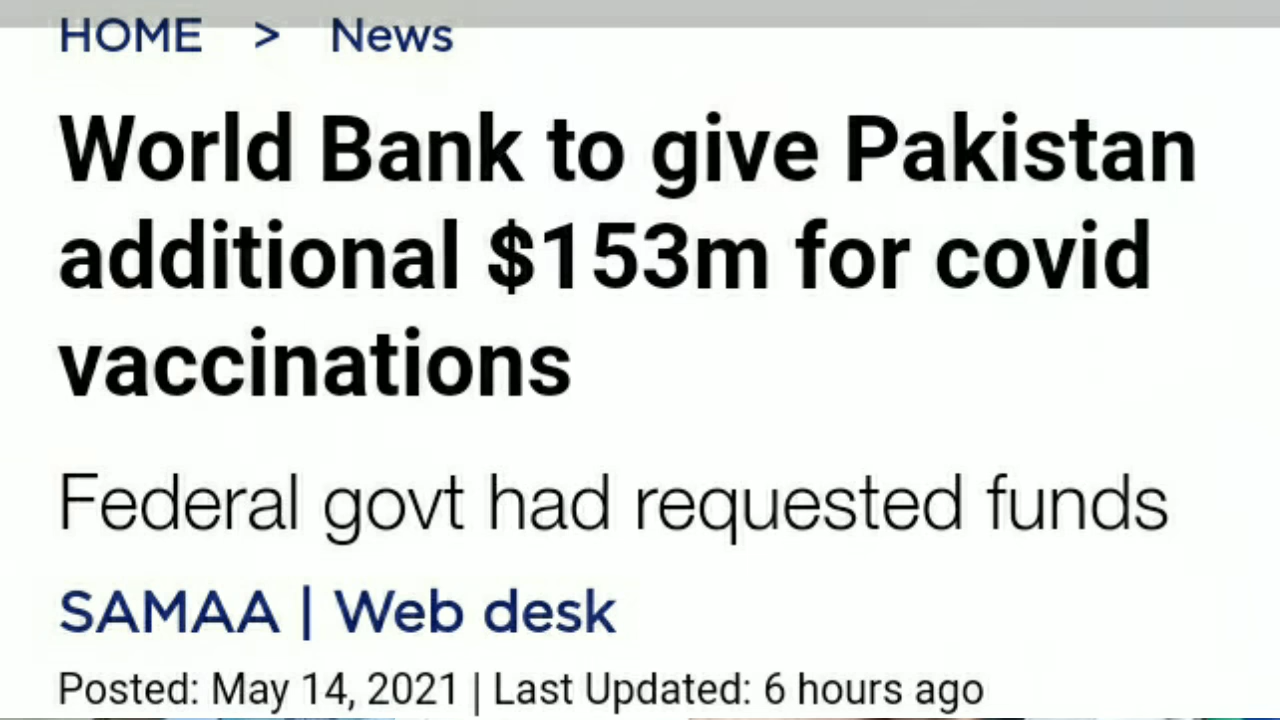 HOME > News
World Bank to give Pakistan
additional $153m for covid
vaccinations
Federal govt had requested funds
SAMAA | Web desk
Posted: May 14, 2021 | Last Updated: 6 hours ago